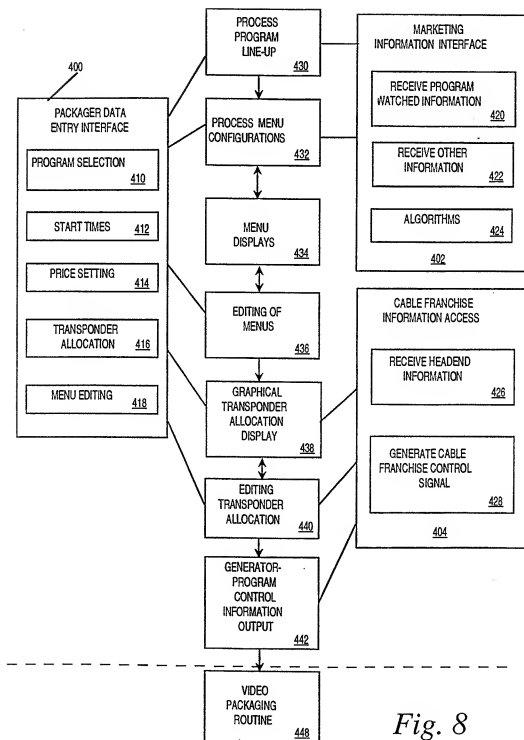 400
PACKAGER DATA
ENTRY INTERFACE
PROGRAM SELECTION
410
START TIMES
412
PRICE SETTING
414
TRANSPONDER
ALLOCATION
416
MENU EDITING
418
PROCESS
PROGRAM
LINE-UP
430
PROCESS MENU
CONFIGURATIONS
432
MENU
DISPLAYS
434
EDITING OF
MENUS
436
GRAPHICAL
TRANSPONDER
ALLOCATION
DISPLAY
438
EDITING
TRANSPONDER
ALLOCATION
440
GENERATOR-
PROGRAM
CONTROL
INFORMATION
OUTPUT
442
VIDEO
PACKAGING
ROUTINE
448
MARKETING
INFORMATION INTERFACE
RECEIVE PROGRAM
WATCHED INFORMATION
420
RECEIVE OTHER
INFORMATION
422
ALGORITHMS
424
402
CABLE FRANCHISE
INFORMATION ACCESS
RECEIVE HEADEND
INFORMATION
426
GENERATE CABLE
FRANCHISE CONTROL
SIGNAL
428
404
Fig. 8